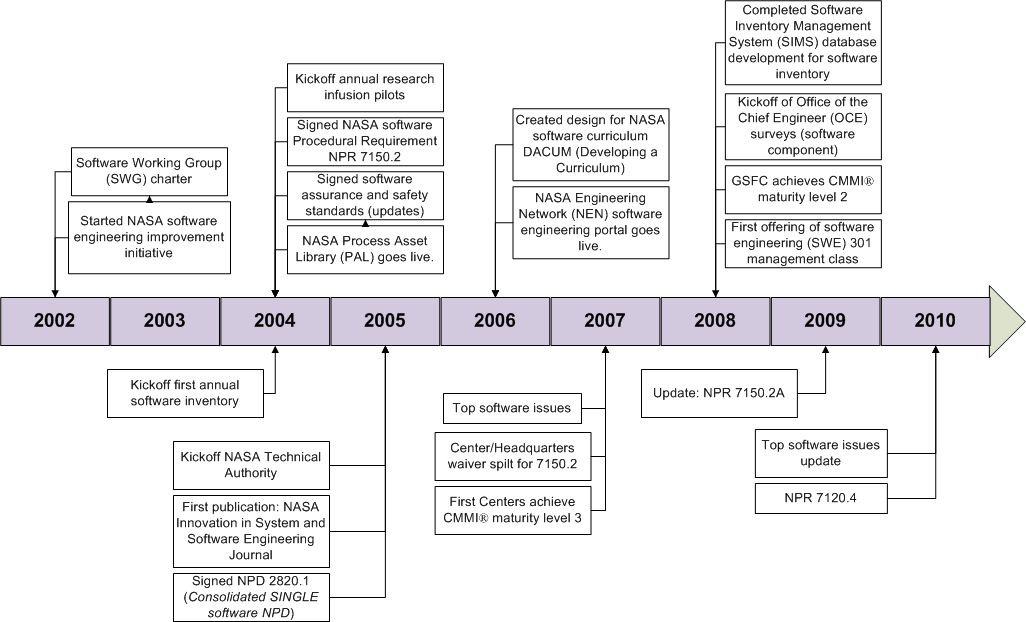 Completed Software
Inventory Management
System (SIMS) database
development for software
inventory
Kickoff annual research
infusion pilots
Kickoff of Office of the
Chief Engineer (OCE)
surveys (software
component)
Created design for NASA
software curriculum
DACUM (Developing a
Curriculum)
Signed NASA software
Procedural Requirement
NPR 7150.2
Software Working Group
(SWG) charter
Signed software
assurance and safety
standards (updates)
GSFC achieves CMMI®
maturity level 2
NASA Engineering
Network (NEN) software
engineering portal goes
live.
Started NASA software
engineering improvement
initiative
NASA Process Asset
Library (PAL) goes live.
First offering of software
engineering (SWE) 301
management class
2002 2003 2004 2005 2006 2007 2008 2009 2010
Kickoff first annual
software inventory
Update: NPR 7150.2A
Top software issues
Kickoff NASA Technical
Authority
Center/Headquarters
waiver spilt for 7150.2
Top software issues
update
First publication: NASA
Innovation in System and
Software Engineering
Journal
First Centers achieve
CMMI® maturity level 3
NPR 7120.4
Signed NPD 2820.1
(Consolidated SINGLE
software NPD)